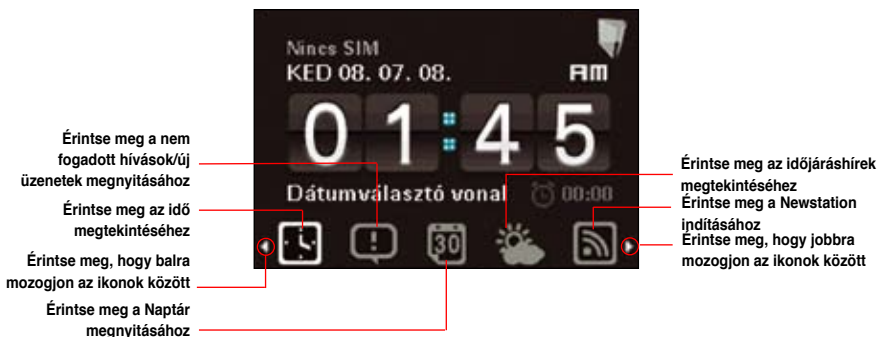 Nincs SIM
KED 08. 07. 08.
AM
01:45
Dátumválasztó vonal
00:00
30
Érintse meg a nem
fogadott hívások/új
üzenetek megnyitásához
Érintse meg az idő
megtekintéséhez
Érintse meg, hogy balra
mozogjon az ikonok között
Érintse meg a Naptár
megnyitásához
Érintse meg az időjáráshírek
megtekintéséhez
Érintse meg a Newstation
indításához
Érintse meg, hogy jobbra
mozogjon az ikonok között